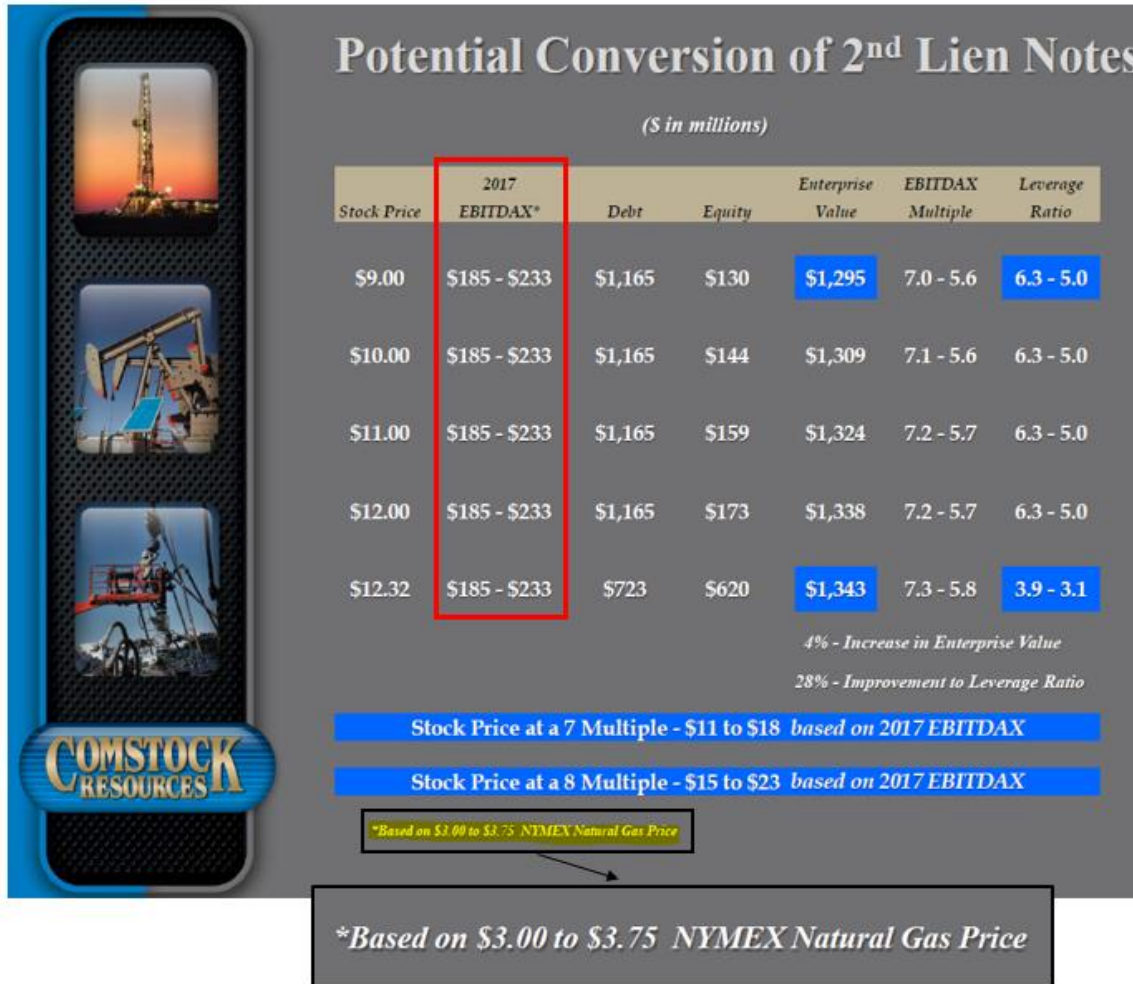 Potential Conversion of 2nd Lien Notes
($ in millions)
2017 Enterprise EBITDAX Leverage
Stock Price EBITDAX* Debt Equity Value Multiple Ratio
$9.00 $185 - $233 $1,165 $130 $1,295 7.0 - 5.6 6.3 - 5.0
$10.00 $185 - $233 $1,165 $144 $1,309 7.1 - 5.6 6.3 - 5.0
$11.00 $185 - $233 $1,165 $159 $1,324 7.2 - 5.7 6.3 - 5.0
$12.00 $185 - $233 $1,165 $173 $1,338 7.2 - 5.7 6.3 - 5.0
$12.32 $185 - $233 $723 $620 $1,343 7.3 - 5.8 3.9 - 3.1
4% - Increase in Enterprise Value
28% - Improvement to Leverage Ratio
Stock Price at a 7 Multiple - $11 to $18 based on 2017 EBITDAX
Stock Price at a 8 Multiple - $15 to $23 based on 2017 EBITDAX
COMSTOCK
RESOURCES
*Based on $3.00 to $3.75 NYMEX Natural Gas Price
*Based on $3.00 to $3.75 NYMEX Natural Gas Price